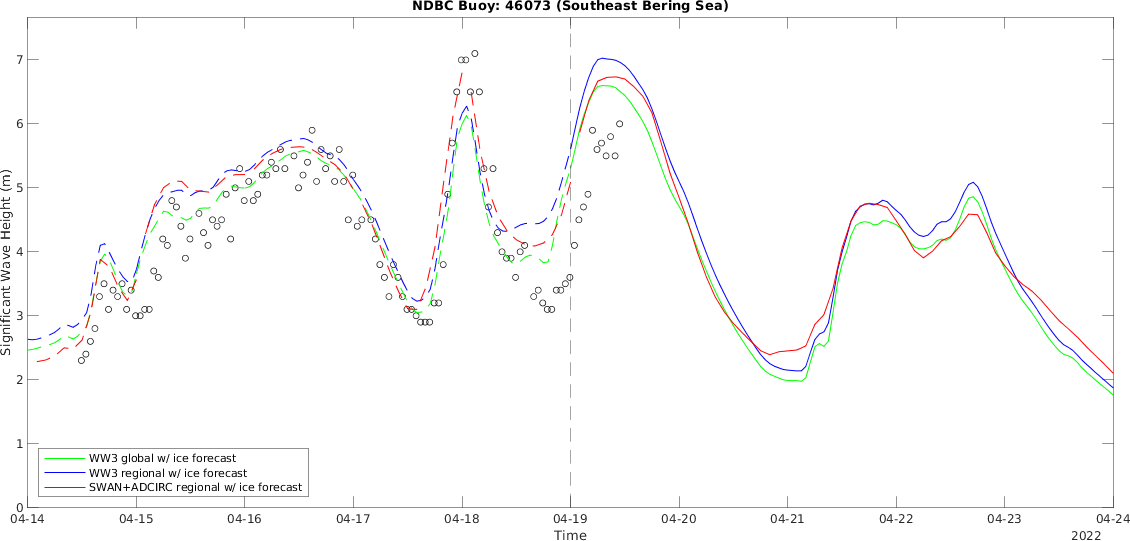 NDBC Buoy: 46073 (Southeast Bering Sea)
Significant Wave Height (m)
7
6
5
4
3
2
1
0
WW3 global w/ ice forecast
WW3 regional w/ ice forecast
SWAN+ADCIRC regional w/ ice forecast
04-14 04-15 04-16 04-17 04-18 04-19 04-20 04-21 04-22 04-23 04-24
Time
2022